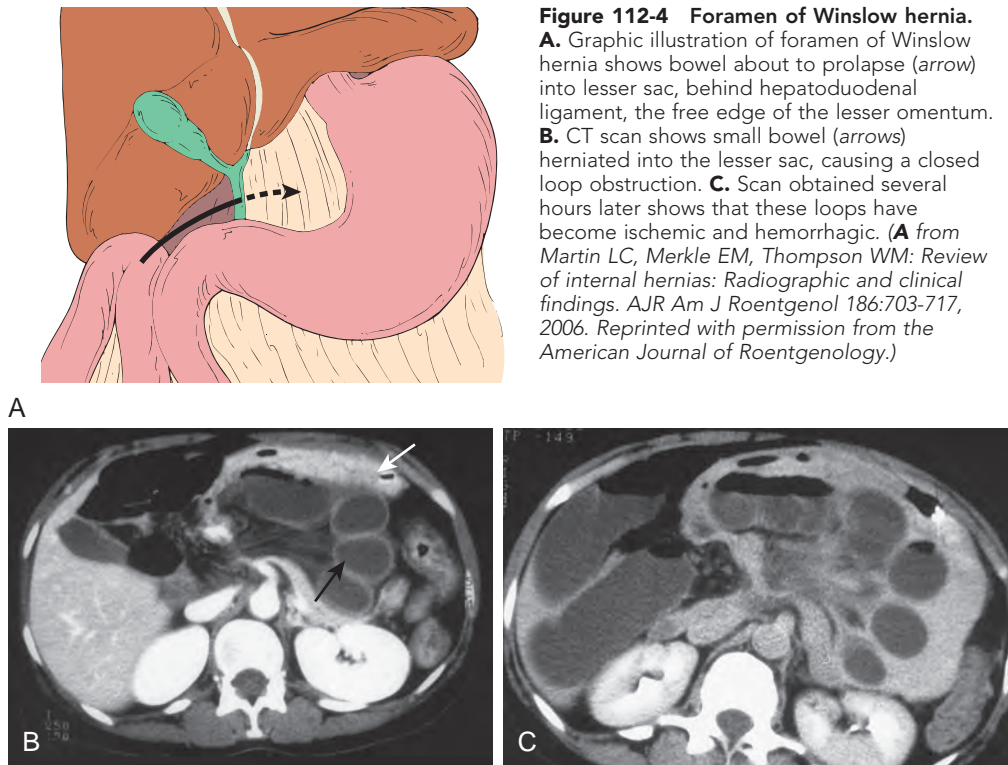 Figure 112-4 Foramen of Winslow hernia.
A. Graphic illustration of foramen of Winslow
hernia shows bowel about to prolapse (arrow)
into lesser sac, behind hepatoduodenal
ligament, the free edge of the lesser omentum.
B. CT scan shows small bowel (arrows)
herniated into the lesser sac, causing a closed
loop obstruction. C. Scan obtained several
hours later shows that these loops have
become ischemic and hemorrhagic. (A from
Martin LC, Merkle EM, Thompson WM: Review
of internal hernias: Radiographic and clinical
findings. AJR Am J Roentgenol 186:703-717,
2006. Reprinted with permission from the
American Journal of Roentgenology.)
A
B
TP -149
C